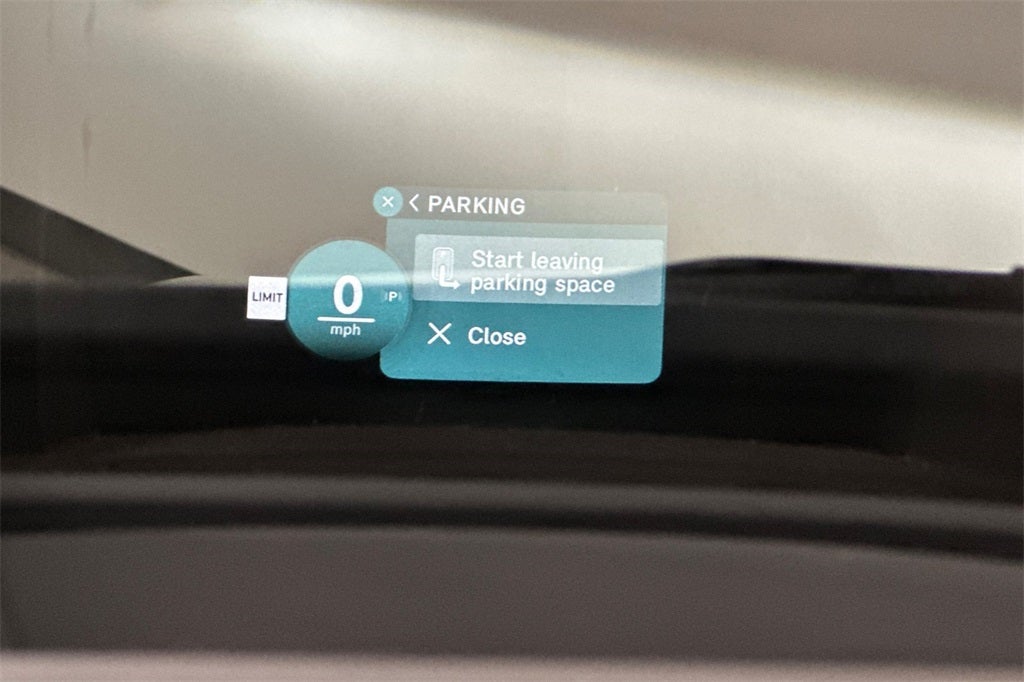 PARKING
Start leaving
parking space
LIMIT
0
P
mph
Close